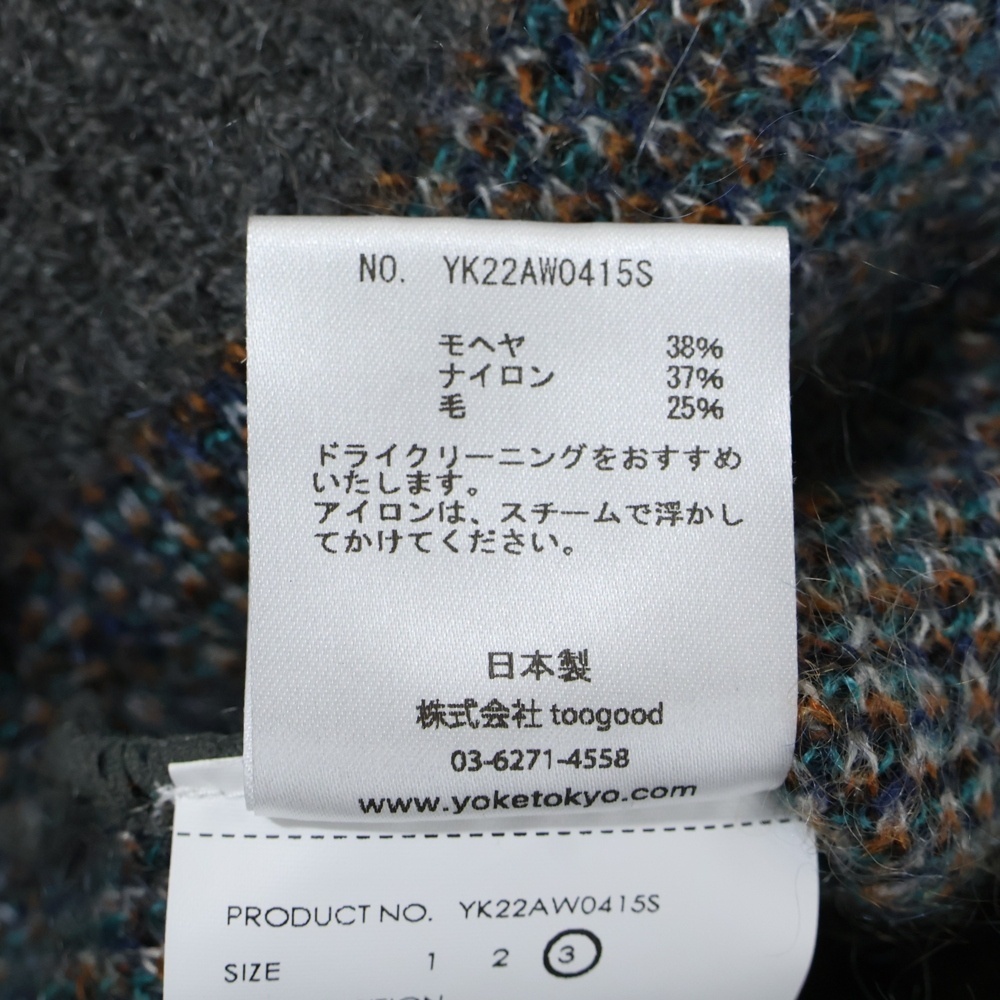 NO. YK22AW0415S
モヘヤ 38%
ナイロン 37%
毛 25%
ドライクリーニングをおすすめ
いたします。
アイロンは、スチームで浮かし
てかけてください。
日本製
株式会社 toogood
03-6271-4558
www.yoketokyo.com
PRODUCT NO. YK22AW0415S
SIZE 1 2 3